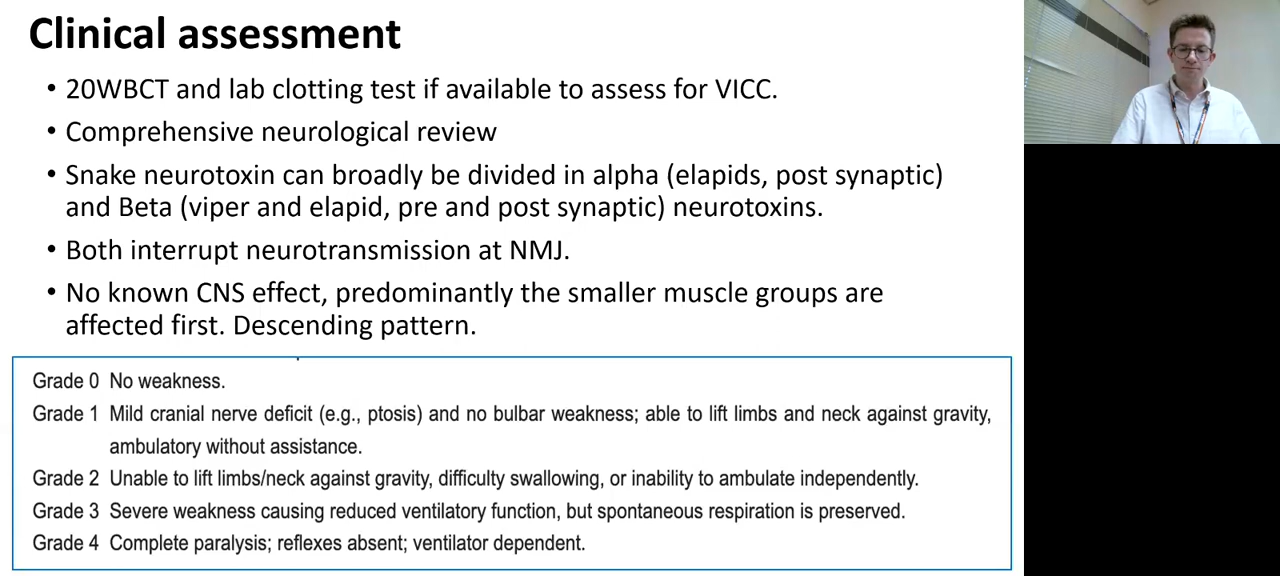 Clinical assessment
• 20WBCT and lab clotting test if available to assess for VICC.
• Comprehensive neurological review
• Snake neurotoxin can broadly be divided in alpha (elapids, post synaptic)
and Beta (viper and elapid, pre and post synaptic) neurotoxins.
• Both interrupt neurotransmission at NMJ.
• No known CNS effect, predominantly the smaller muscle groups are
affected first. Descending pattern.
Grade 0 No weakness.
Grade 1 Mild cranial nerve deficit (e.g., ptosis) and no bulbar weakness; able to lift limbs and neck against gravity,
ambulatory without assistance.
Grade 2 Unable to lift limbs/neck against gravity, difficulty swallowing, or inability to ambulate independently.
Grade 3 Severe weakness causing reduced ventilatory function, but spontaneous respiration is preserved.
Grade 4 Complete paralysis; reflexes absent; ventilator dependent.